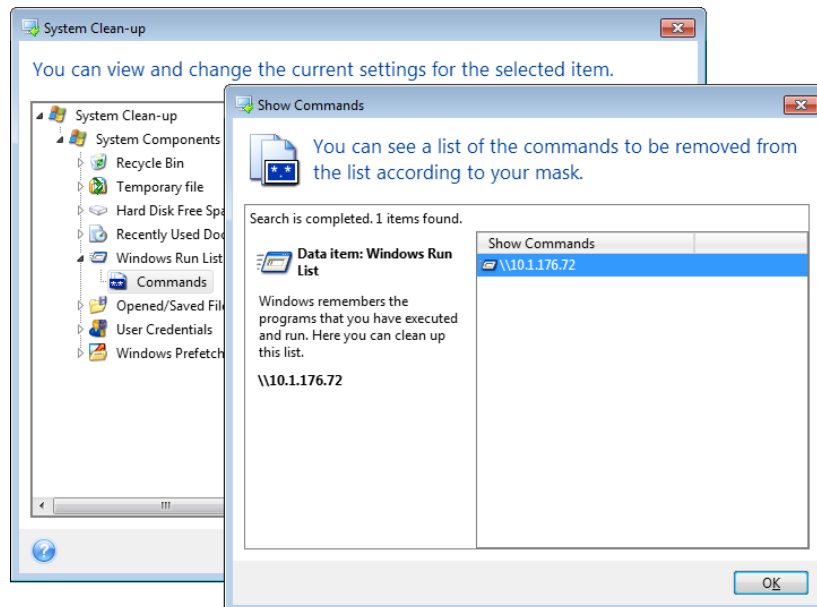 System Clean-up
You can view and change the current settings for the selected item.
System Clean-up
System Components
Recycle Bin
Temporary file
Hard Disk Free Spa
Recently Used Doc
Windows Run List
Commands
Opened/Saved File
User Credentials
Windows Prefetch
Show Commands
You can see a list of the commands to be removed from
the list according to your mask.
*.*
Search is completed. 1 items found.
Data item: Windows Run
List
Windows remembers the
programs that you have executed
and run. Here you can clean up
this list.
\\10.1.176.72
Show Commands
\\10.1.176.72
OK